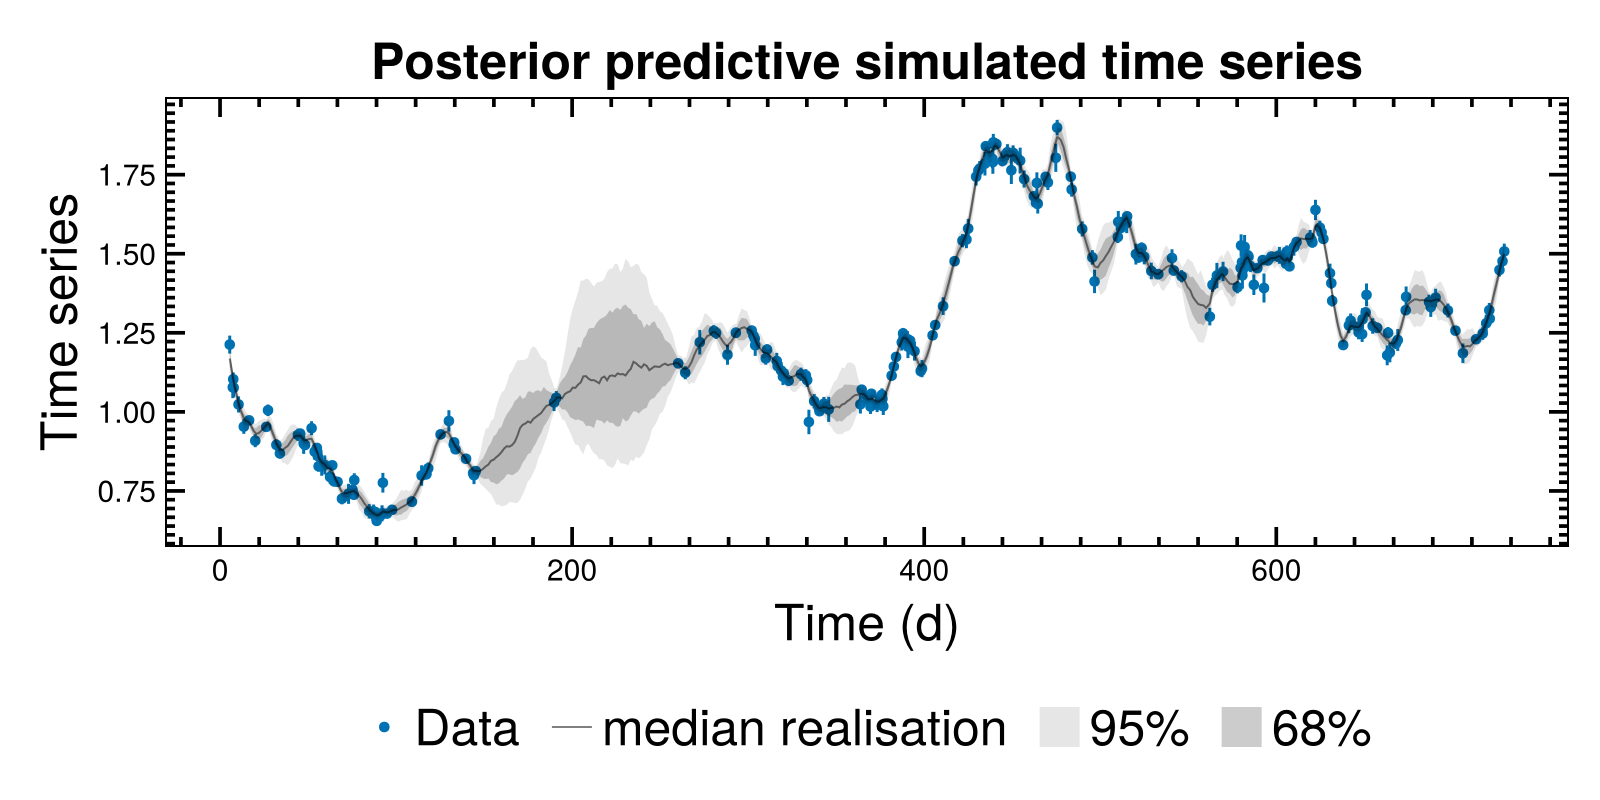 Posterior predictive simulated time series
Time series
1.75
1.50
1.25
1.00
0.75
0 200 400 600
Time (d)
Data median realisation 95% 68%